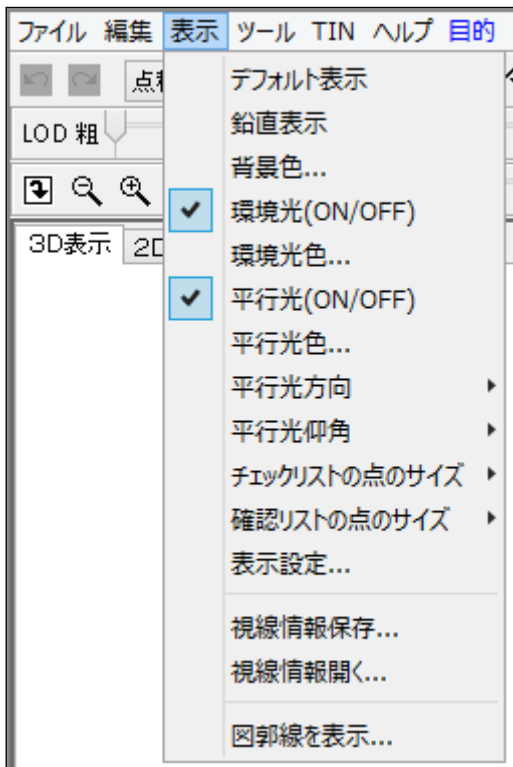 ファイル 編集 表示 ツール TIN ヘルプ 目的
デフォルト表示
鉛直表示
LOD 粗
背景色...
環境光(ON/OFF)
3D表示 2D
環境光色...
平行光(ON/OFF)
平行光色...
平行光方向
平行光仰角
チェックリストの点のサイズ
確認リストの点のサイズ
表示設定...
視線情報保存...
視線情報開く...
図郭線を表示...